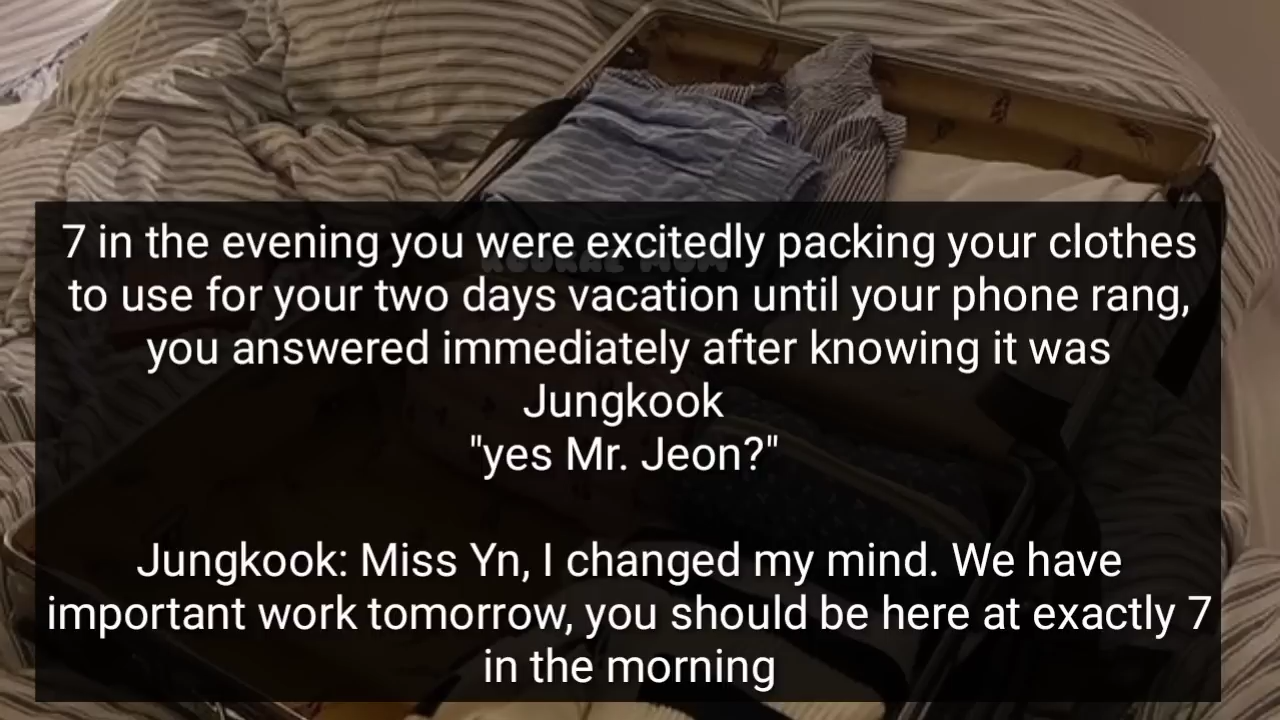 7 in the evening you were excitedly packing your clothes
to use for your two days vacation until your phone rang,
you answered immediately after knowing it was
Jungkook
"yes Mr. Jeon?"
Jungkook: Miss Yn, I changed my mind. We have
important work tomorrow, you should be here at exactly 7
in the morning